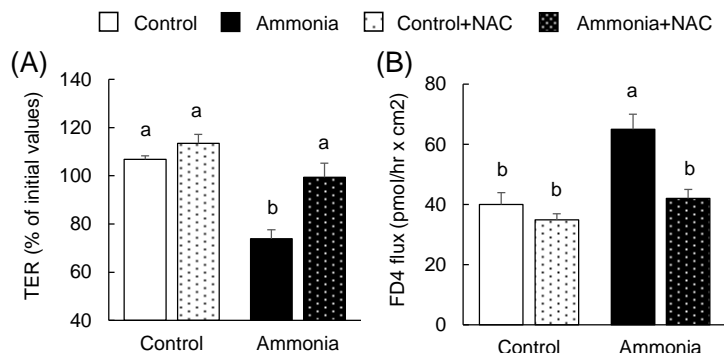 Control Ammonia Control+NAC Ammonia+NAC
(A)
TER (% of initial values)
140
120
100
80
60
40
a
a
b
a
Control Ammonia
(B)
FD4 flux (pmol/hr x cm2)
80
60
40
20
0
b
b
a
b
Control Ammonia